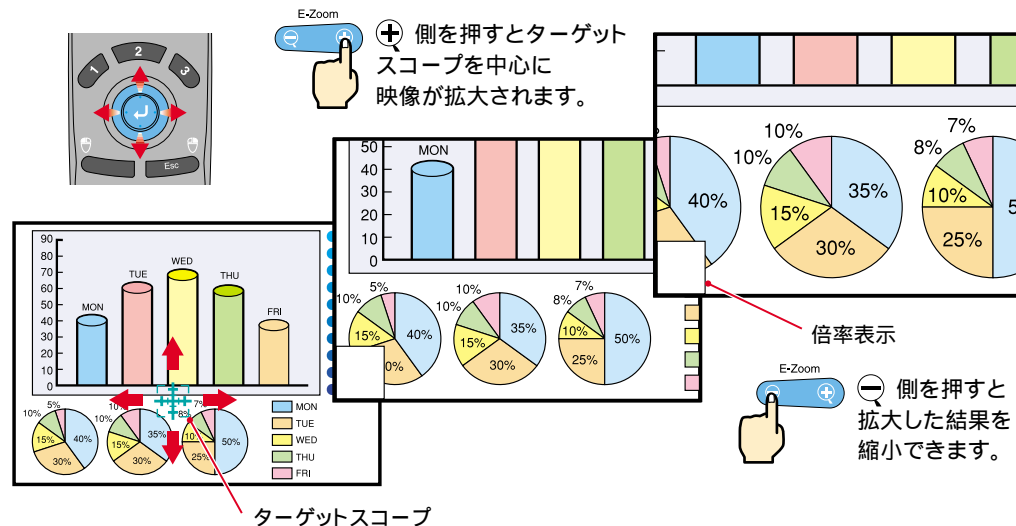 E-Zoom
⊕ 側を押すとターゲット
スコープを中心に
映像が拡大されます。
1
2
3
Esc
90
80
70
60
50
40
30
20
10
0
MON
TUE
WED
THU
FRI
5%
10%
15%
40%
30%
10%
10%
15%
35%
30%
7%
8%
10%
50%
25%
MON
TUE
WED
THU
FRI
ターゲットスコープ
50
40
30
20
10
0
MON
5%
10%
15%
40%
0%
10%
10%
15%
35%
30%
7%
8%
10%
50%
25%
40%
10%
10%
15%
35%
30%
7%
8%
10%
25%
5
倍率表示
E-Zoom
⊖ 側を押すと
拡大した結果を
縮小できます。